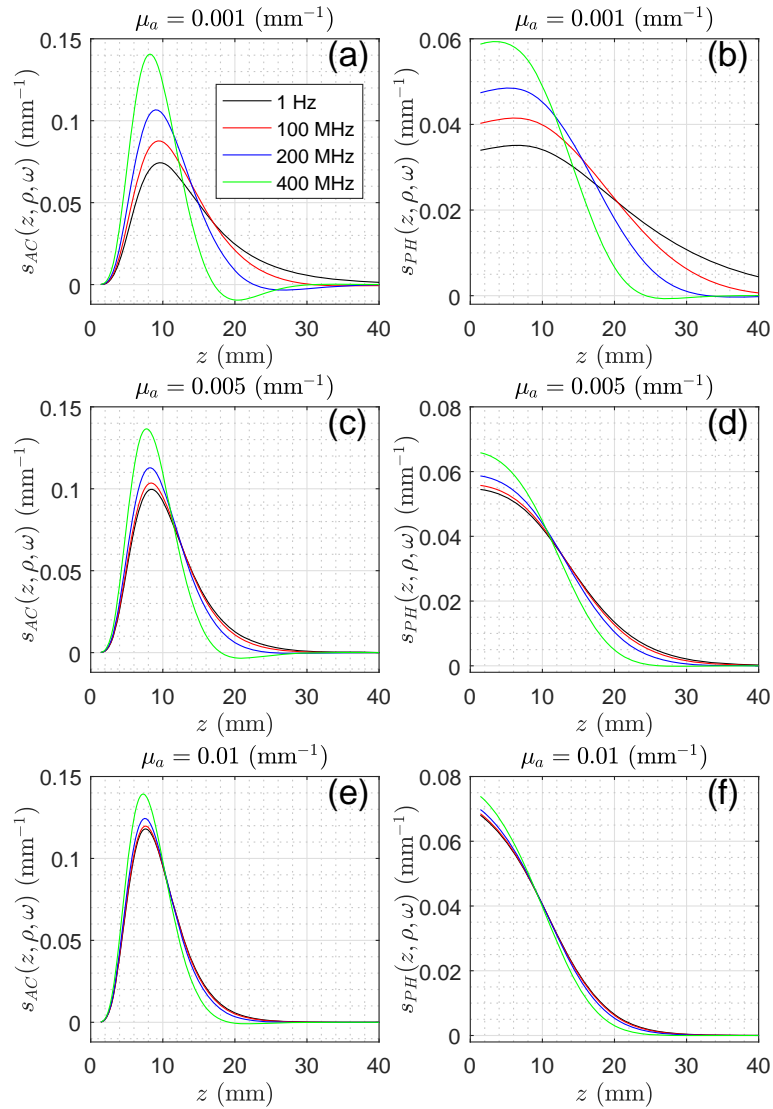 μₐ = 0.001 (mm⁻¹)
(a)
s_AC(z, ρ, ω) (mm⁻¹)
0.15
0.1
0.05
0
1 Hz
100 MHz
200 MHz
400 MHz
0 10 20 30 40
z (mm)
μₐ = 0.001 (mm⁻¹)
(b)
s_PH(z, ρ, ω) (mm⁻¹)
0.06
0.04
0.02
0
0 10 20 30 40
z (mm)
μₐ = 0.005 (mm⁻¹)
(c)
s_AC(z, ρ, ω) (mm⁻¹)
0.15
0.1
0.05
0
0 10 20 30 40
z (mm)
μₐ = 0.005 (mm⁻¹)
(d)
s_PH(z, ρ, ω) (mm⁻¹)
0.08
0.06
0.04
0.02
0
0 10 20 30 40
z (mm)
μₐ = 0.01 (mm⁻¹)
(e)
s_AC(z, ρ, ω) (mm⁻¹)
0.15
0.1
0.05
0
0 10 20 30 40
z (mm)
μₐ = 0.01 (mm⁻¹)
(f)
s_PH(z, ρ, ω) (mm⁻¹)
0.08
0.06
0.04
0.02
0
0 10 20 30 40
z (mm)